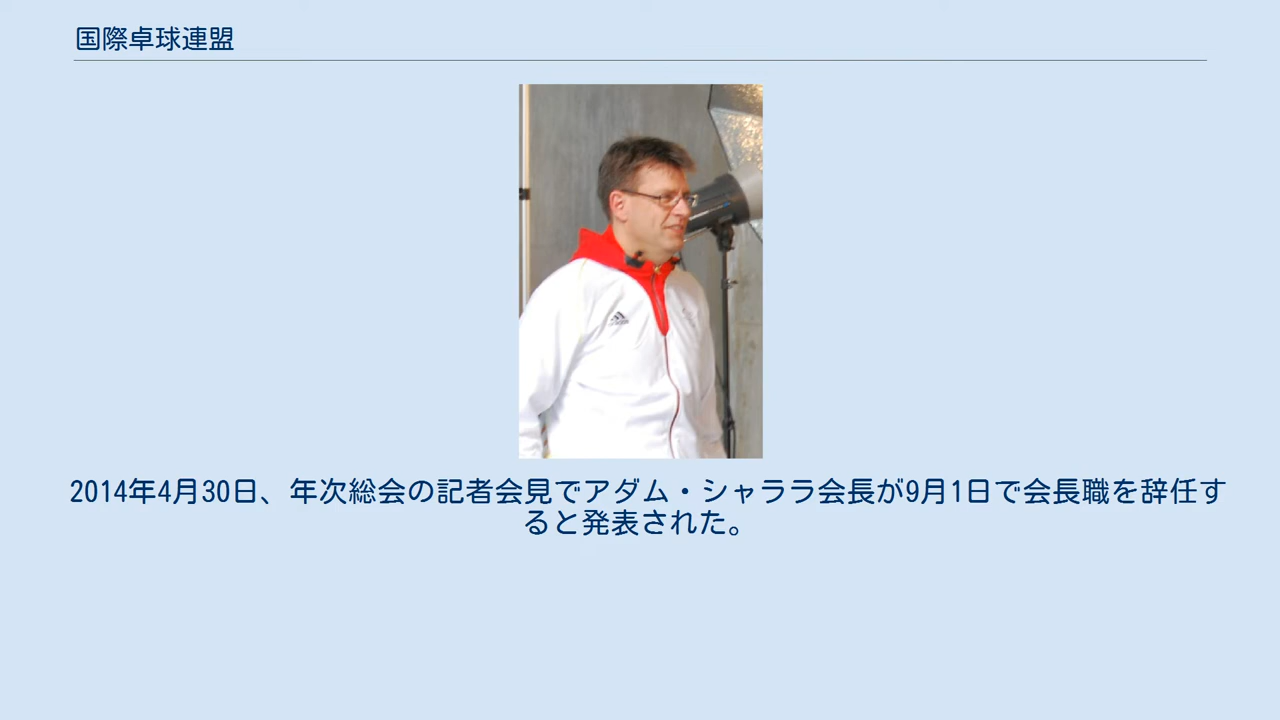 国際卓球連盟
2014年4月30日、年次総会の記者会見でアダム・シャララ会長が9月1日で会長職を辞任す
ると発表された。